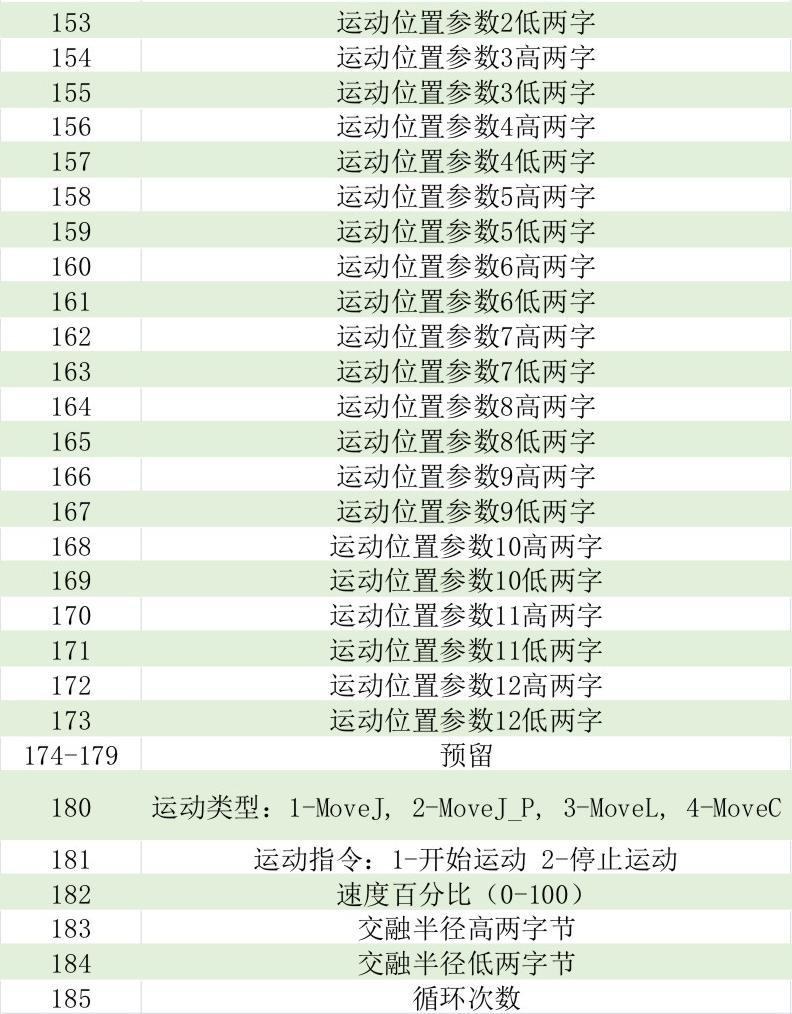 153 运动位置参数2低两字
154 运动位置参数3高两字
155 运动位置参数3低两字
156 运动位置参数4高两字
157 运动位置参数4低两字
158 运动位置参数5高两字
159 运动位置参数5低两字
160 运动位置参数6高两字
161 运动位置参数6低两字
162 运动位置参数7高两字
163 运动位置参数7低两字
164 运动位置参数8高两字
165 运动位置参数8低两字
166 运动位置参数9高两字
167 运动位置参数9低两字
168 运动位置参数10高两字
169 运动位置参数10低两字
170 运动位置参数11高两字
171 运动位置参数11低两字
172 运动位置参数12高两字
173 运动位置参数12低两字
174-179 预留
180 运动类型：1-MoveJ, 2-MoveJ_P, 3-MoveL, 4-MoveC
181 运动指令：1-开始运动 2-停止运动
182 速度百分比（0-100）
183 交融半径高两字节
184 交融半径低两字节
185 循环次数